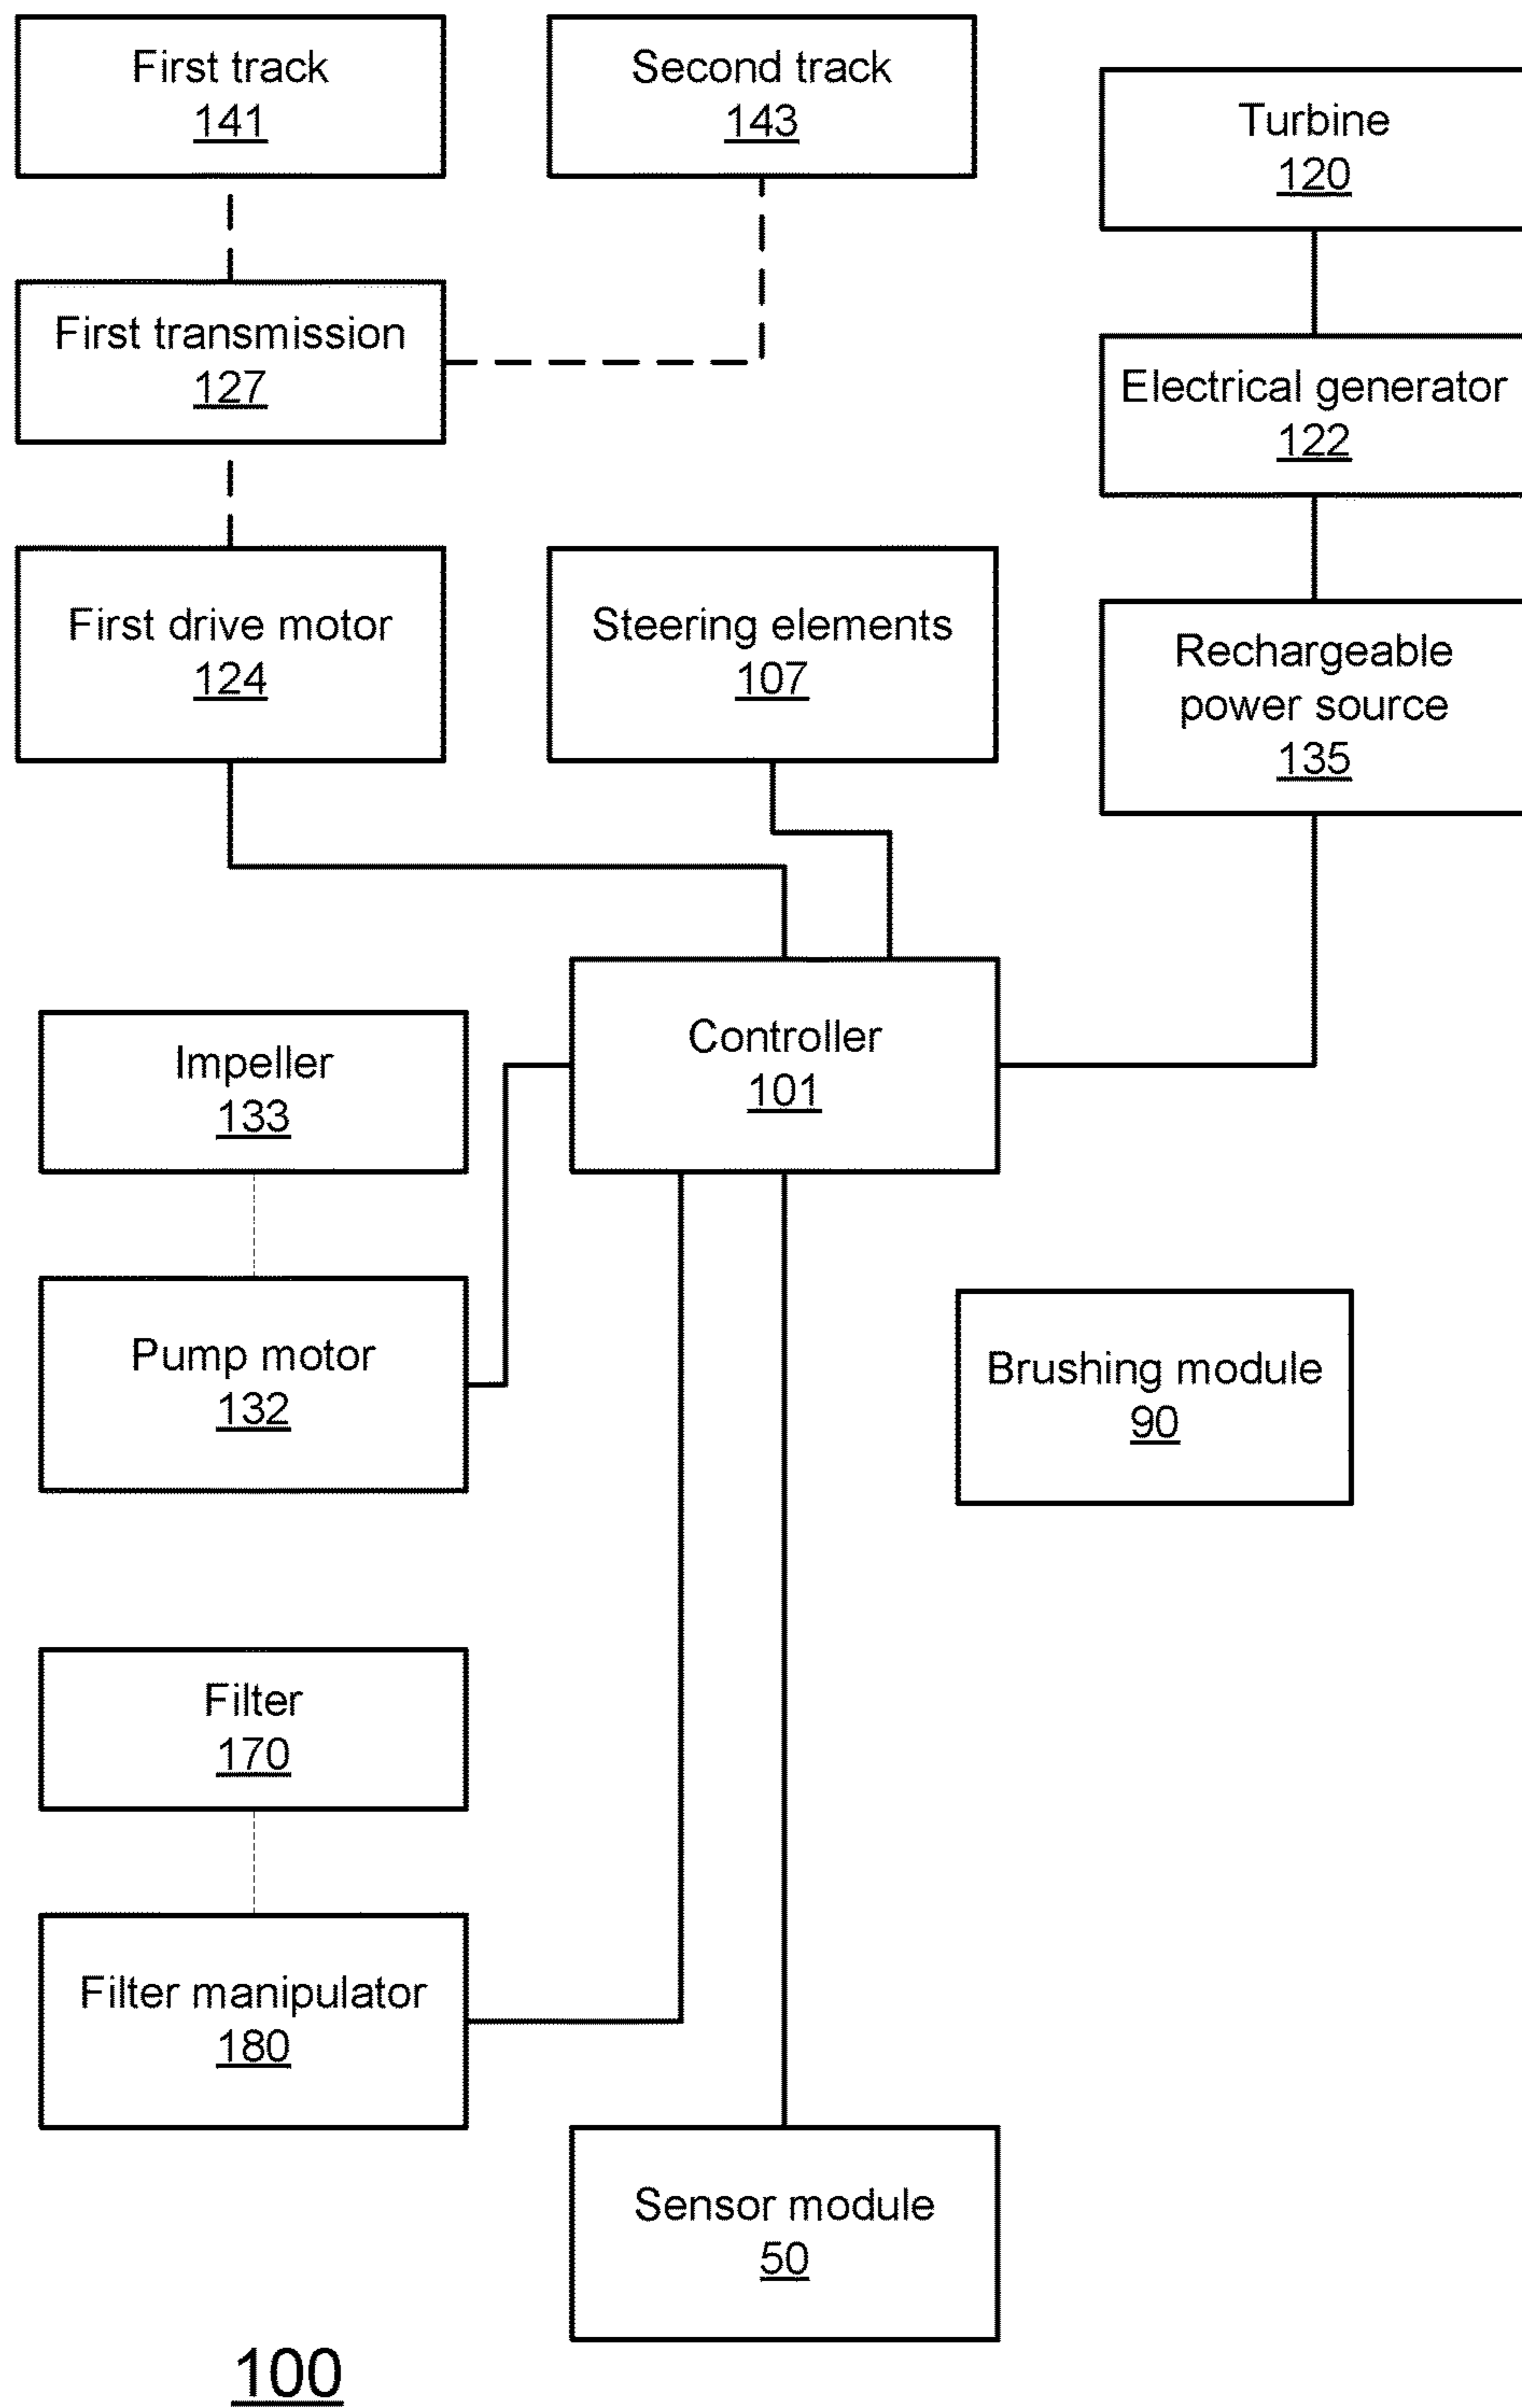 First track
141
Second track
143
Turbine
120
First transmission
127
Electrical generator
122
First drive motor
124
Steering elements
107
Rechargeable
power source
135
Controller
101
Impeller
133
Pump motor
132
Brushing module
90
Filter
170
Filter manipulator
180
Sensor module
50
100